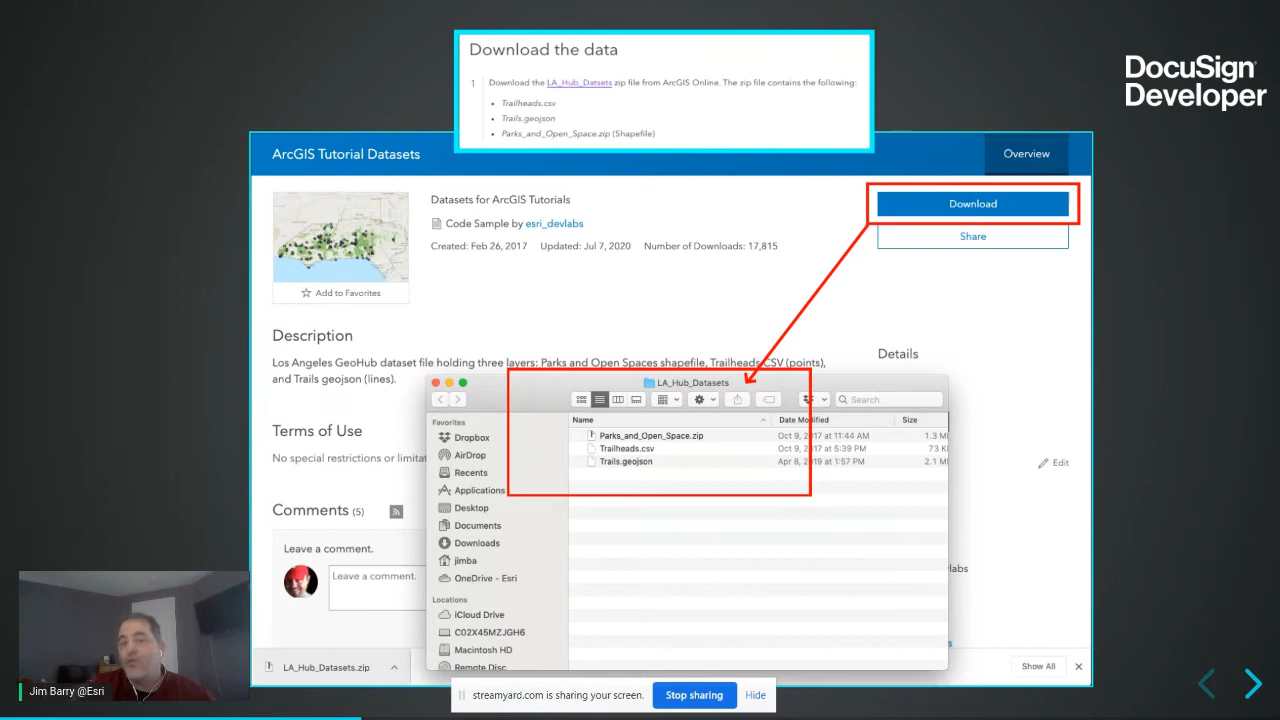 Download the data
1 Download the LA_Hub_Datsets zip file from ArcGIS Online. The zip file contains the following:
• Trailheads.csv
• Trails.geojson
• Parks_and_Open_Space.zip (Shapefile)
DocuSign
Developer
ArcGIS Tutorial Datasets
Overview
Datasets for ArcGIS Tutorials
Code Sample by esri_devlabs
Created: Feb 26, 2017 Updated: Jul 7, 2020 Number of Downloads: 17,815
Download
Share
Add to Favorites
Description
Los Angeles GeoHub dataset file holding three layers: Parks and Open Spaces shapefile, Trailheads CSV (points),
and Trails geojson (lines).
Details
Terms of Use
No special restrictions or limitat
Edit
Comments (5)
Leave a comment.
Leave a comment.
LA_Hub_Datasets
Search
Favorites
Dropbox
AirDrop
Recents
Applications
Desktop
Documents
Downloads
jimba
OneDrive - Esri
Locations
iCloud Drive
C02X45MZJGH6
Macintosh HD
Remote Disc
Name Date Modified Size
Parks_and_Open_Space.zip Oct 9, 2017 at 11:44 AM 1.3 M
Trailheads.csv Oct 9, 2017 at 5:39 PM 73 K
Trails.geojson Apr 8, 2019 at 1:57 PM 2.1 M
vlabs
s
LA_Hub_Datasets.zip
Show All
Jim Barry @Esri
streamyard.com is sharing your screen. Stop sharing Hide